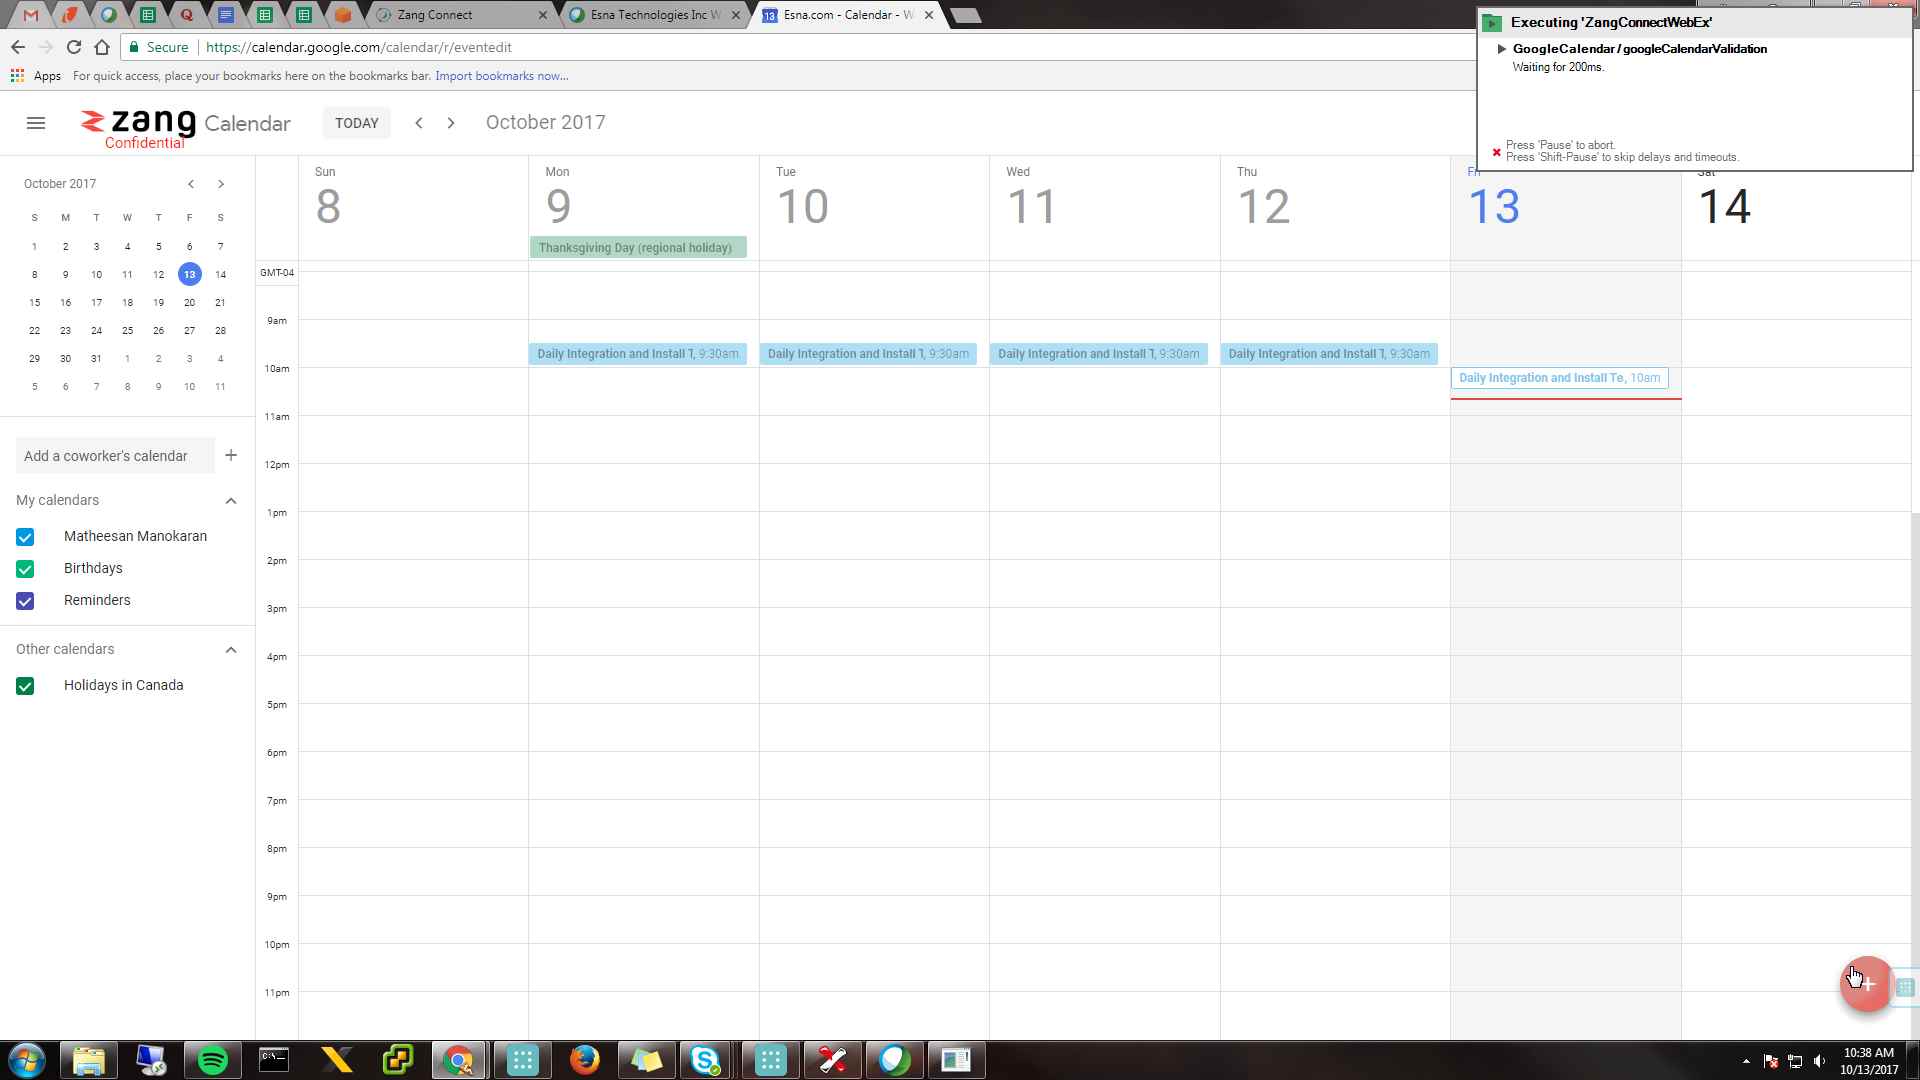 Zang Connect
Esna Technologies Inc W
13 Esna.com - Calendar - W
Secure
https://calendar.google.com/calendar/r/eventedit
Apps
For quick access, place your bookmarks here on the bookmarks bar. Import bookmarks now...
Executing 'ZangConnectWebEx'
GoogleCalendar / googleCalendarValidation
Waiting for 200ms.
Press 'Pause' to abort.
Press 'Shift-Pause' to skip delays and timeouts.
zang Calendar
Confidential
TODAY
October 2017
October 2017
S M T W T F S
1 2 3 4 5 6 7
8 9 10 11 12 13 14
15 16 17 18 19 20 21
22 23 24 25 26 27 28
29 30 31 1 2 3 4
5 6 7 8 9 10 11
Add a coworker's calendar
My calendars
Matheesan Manokaran
Birthdays
Reminders
Other calendars
Holidays in Canada
Sun Mon Tue Wed Thu Fri Sat
8 9 10 11 12 13 14
Thanksgiving Day (regional holiday)
GMT-04
9am
Daily Integration and Install T, 9:30am
Daily Integration and Install T, 9:30am
Daily Integration and Install T, 9:30am
Daily Integration and Install T, 9:30am
10am
Daily Integration and Install Te, 10am
11am
12pm
1pm
2pm
3pm
4pm
5pm
6pm
7pm
8pm
9pm
10pm
11pm
10:38 AM
10/13/2017